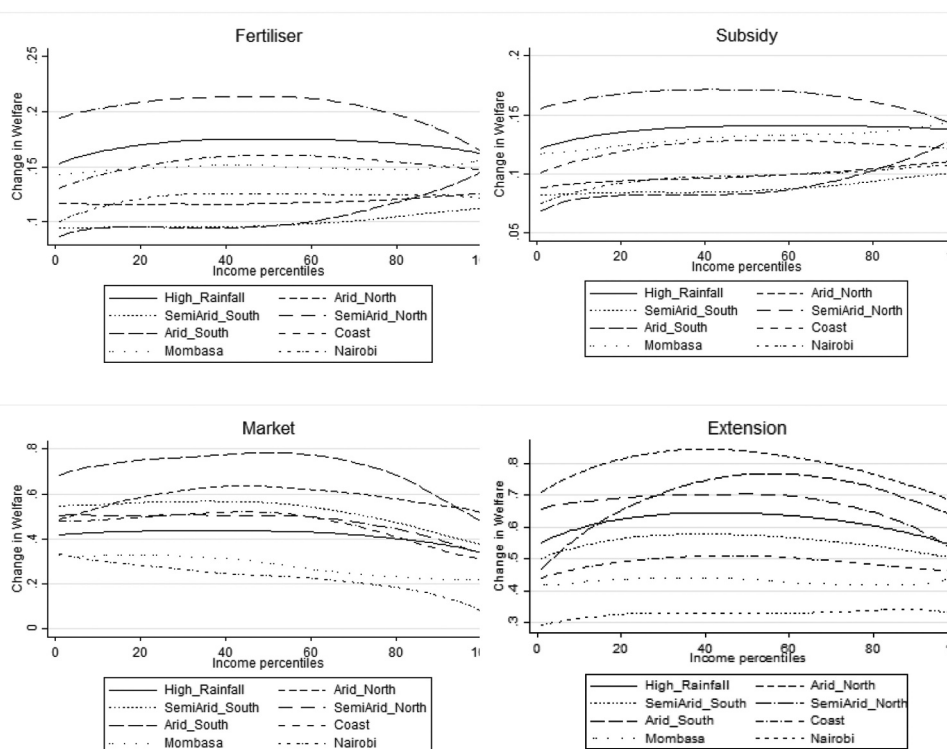 Fertiliser
Change in Welfare
.25
.2
.15
.1
0 20 40 60 80 10
Income percentiles
High_Rainfall Arid_North
SemiArid_South SemiArid_North
Arid_South Coast
Mombasa Nairobi
Subsidy
Change in Welfare
.2
.15
.1
.05
0 20 40 60 80
Income percentiles
High_Rainfall Arid_North
SemiArid_South SemiArid_North
Arid_South Coast
Mombasa Nairobi
Market
Change in Welfare
.8
.6
.4
.2
0
0 20 40 60 80 10
Income percentiles
High_Rainfall Arid_North
SemiArid_South SemiArid_North
Arid_South Coast
Mombasa Nairobi
Extension
Change in Welfare
.8
.7
.6
.5
.4
.3
0 20 40 60 80
Income percentiles
High_Rainfall Arid_North
SemiArid_South SemiArid_North
Arid_South Coast
Mombasa Nairobi